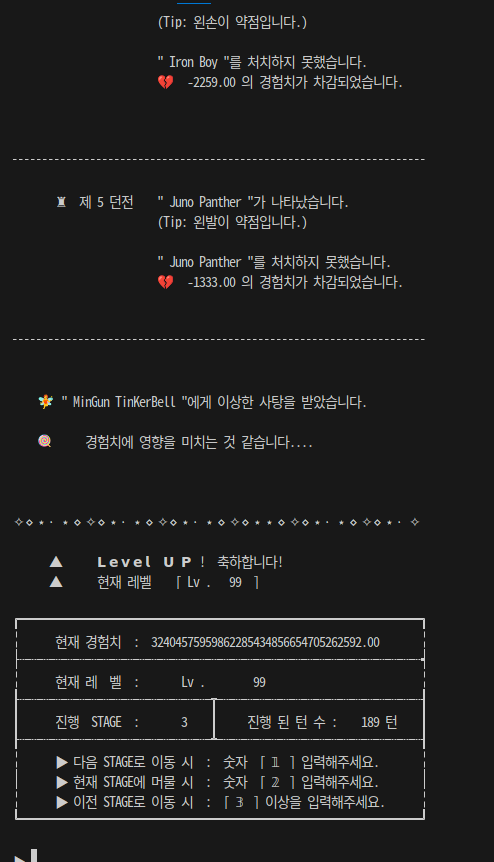 (Tip: 왼손이 약점입니다.)
" Iron Boy "를 처치하지 못했습니다.
💔 -2259.00 의 경험치가 차감되었습니다.
♜ 제 5 던전 " Juno Panther "가 나타났습니다.
(Tip: 왼발이 약점입니다.)
" Juno Panther "를 처치하지 못했습니다.
💔 -1333.00 의 경험치가 차감되었습니다.
🧚 " MinGun TinKerBell "에게 이상한 사탕을 받았습니다.
🍭 경험치에 영향을 미치는 것 같습니다....
▲ Level UP ! 축하합니다!
▲ 현재 레벨 「 Lv . 99 」
현재 경험치 : 32404575959862285434856654705262592.00
현재 레 벨 : Lv . 99
진행 STAGE : 3 진행 된 턴 수 : 189 턴
▶ 다음 STAGE로 이동 시 : 숫자 「 1 」 입력해주세요.
▶ 현재 STAGE에 머물 시 : 숫자 「 2 」 입력해주세요.
▶ 이전 STAGE로 이동 시 : 「 3 」 이상을 입력해주세요.
▶